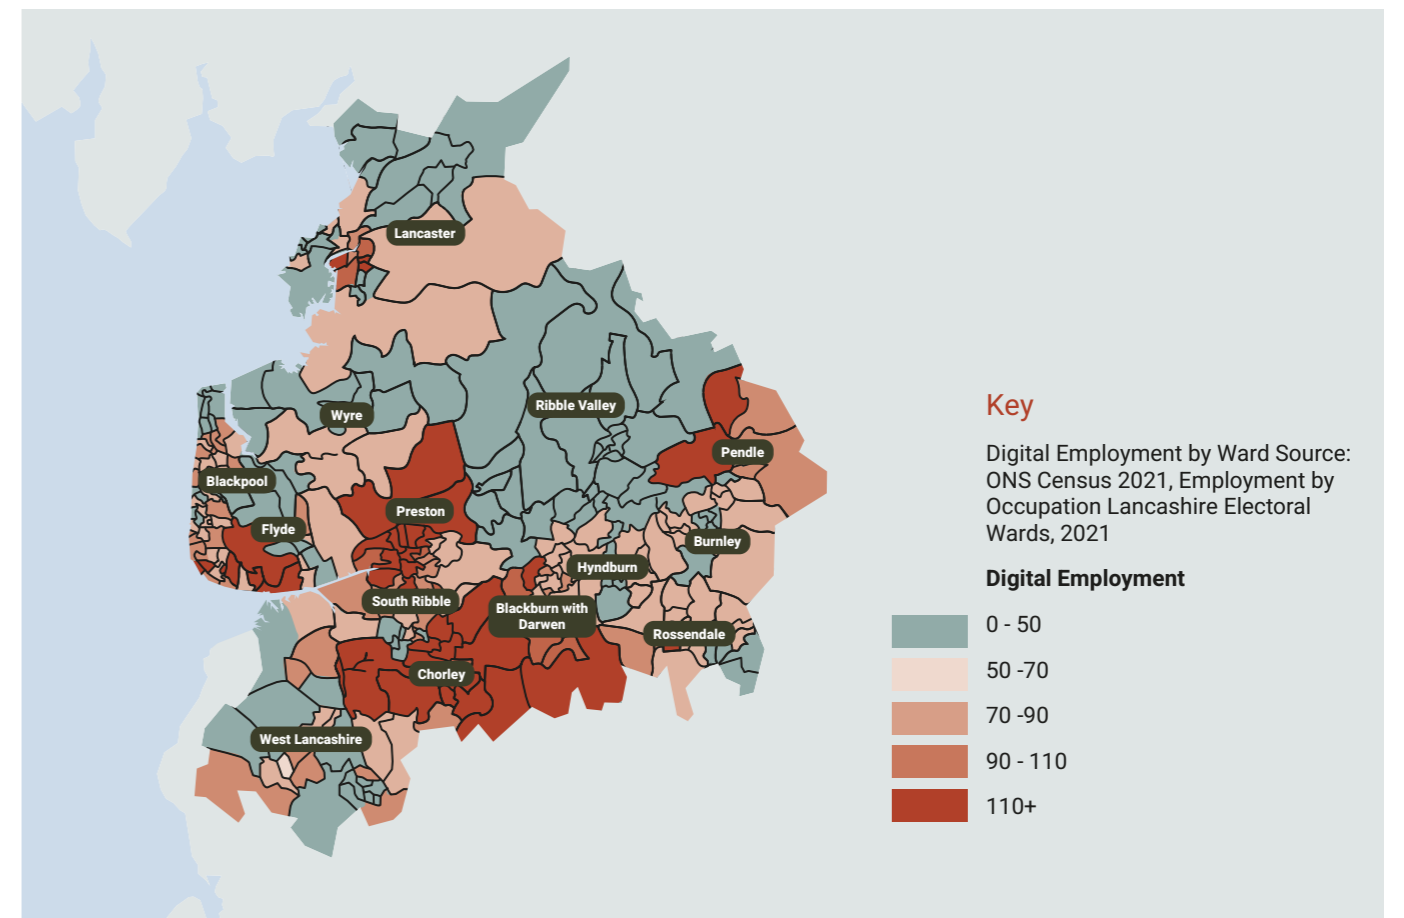 Lancaster
Wyre
Ribble Valley
Pendle
Blackpool
Preston
Flyde
Burnley
Hyndburn
South Ribble
Blackburn with
Darwen
Rossendale
Chorley
West Lancashire
Key
Digital Employment by Ward Source:
ONS Census 2021, Employment by
Occupation Lancashire Electoral
Wards, 2021
Digital Employment
0 - 50
50 -70
70 -90
90 - 110
110+